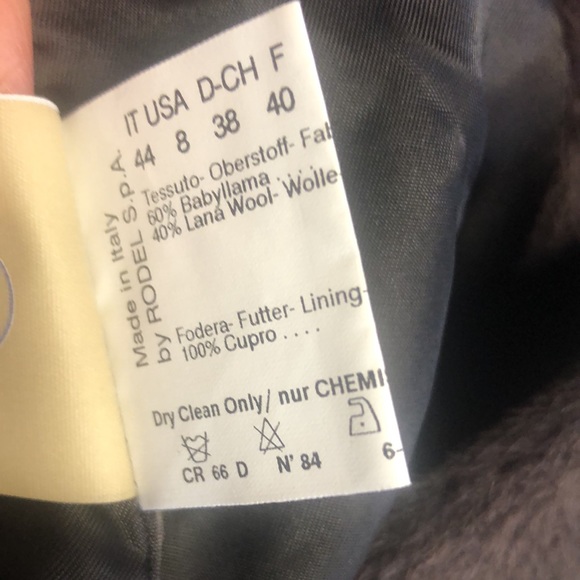 IT USA D-CH F
44 8 38 40
Tessuto- Oberstoff- Fab
60% Babyllama
40% Lana Wool- Wolle-
Made in Italy
by RODEL S.p.A.
Fodera- Futter- Lining-
100% Cupro . . . .
Dry Clean Only/ nur CHEMI
CR 66 D N° 84
6-